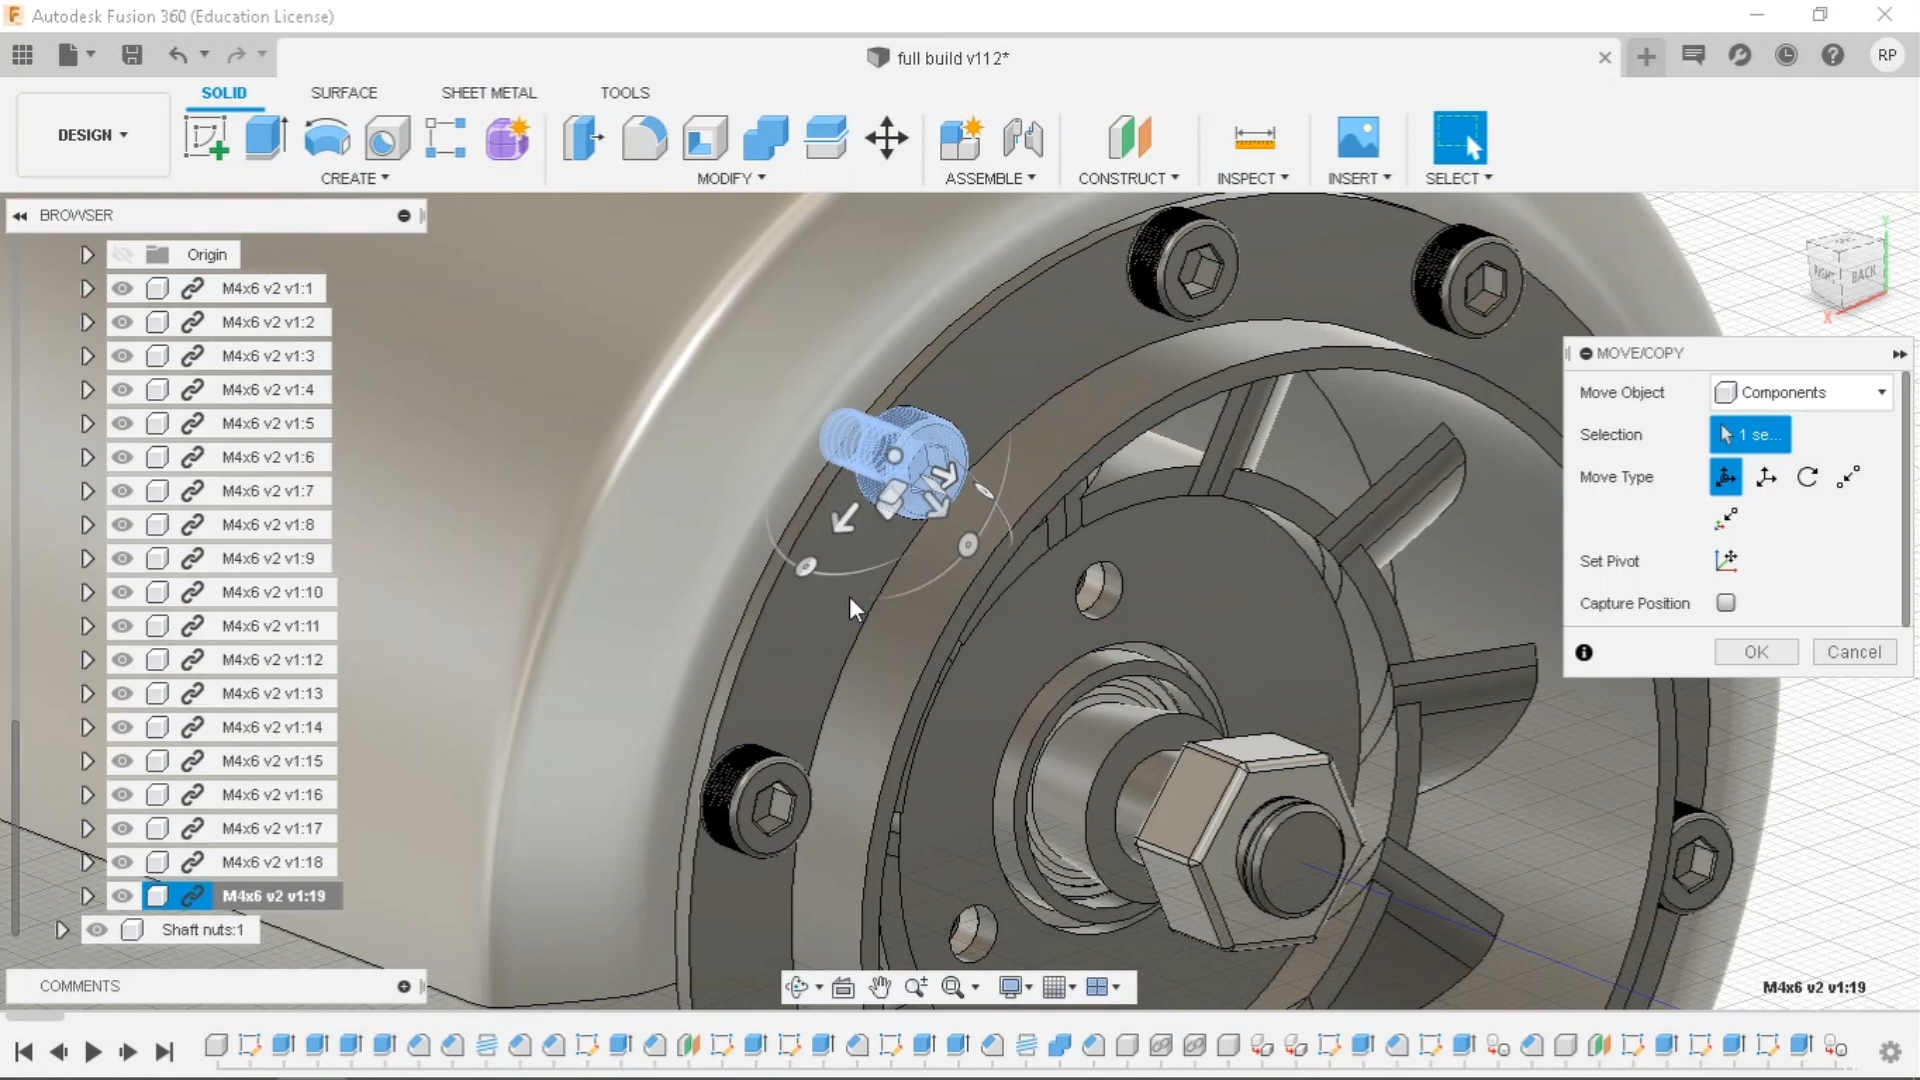 Autodesk Fusion 360 (Education License)
full build v112*
RP
SOLID
SURFACE
SHEET METAL
TOOLS
DESIGN
CREATE
MODIFY
ASSEMBLE
CONSTRUCT
INSPECT
INSERT
SELECT
BROWSER
Origin
M4x6 v2 v1:1
M4x6 v2 v1:2
M4x6 v2 v1:3
M4x6 v2 v1:4
M4x6 v2 v1:5
M4x6 v2 v1:6
M4x6 v2 v1:7
M4x6 v2 v1:8
M4x6 v2 v1:9
M4x6 v2 v1:10
M4x6 v2 v1:11
M4x6 v2 v1:12
M4x6 v2 v1:13
M4x6 v2 v1:14
M4x6 v2 v1:15
M4x6 v2 v1:16
M4x6 v2 v1:17
M4x6 v2 v1:18
M4x6 v2 v1:19
Shaft nuts:1
COMMENTS
Y
RIGHT
BACK
X
MOVE/COPY
Move Object
Components
Selection
1 se...
Move Type
Set Pivot
Capture Position
OK
Cancel
M4x6 v2 v1:19